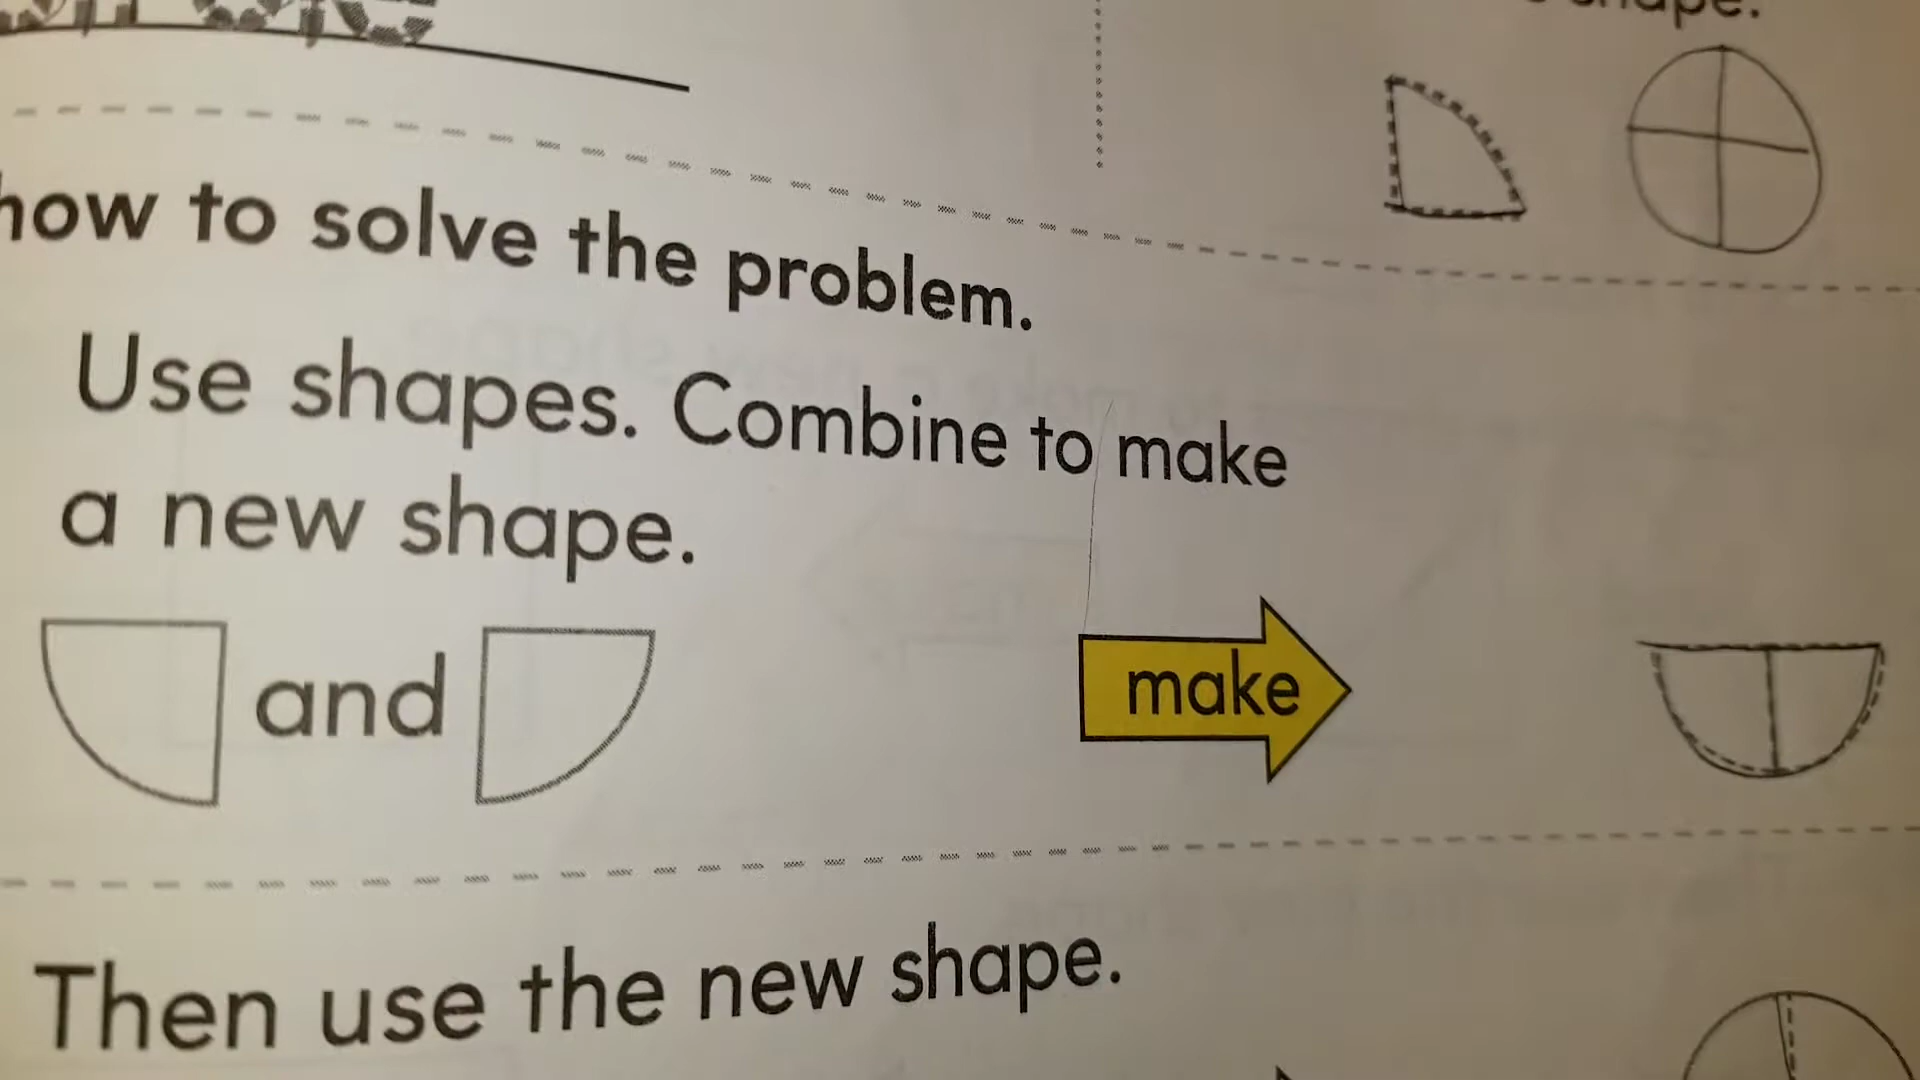 shape.
how to solve the problem.
Use shapes. Combine to make
a new shape.
and
make
Then use the new shape.